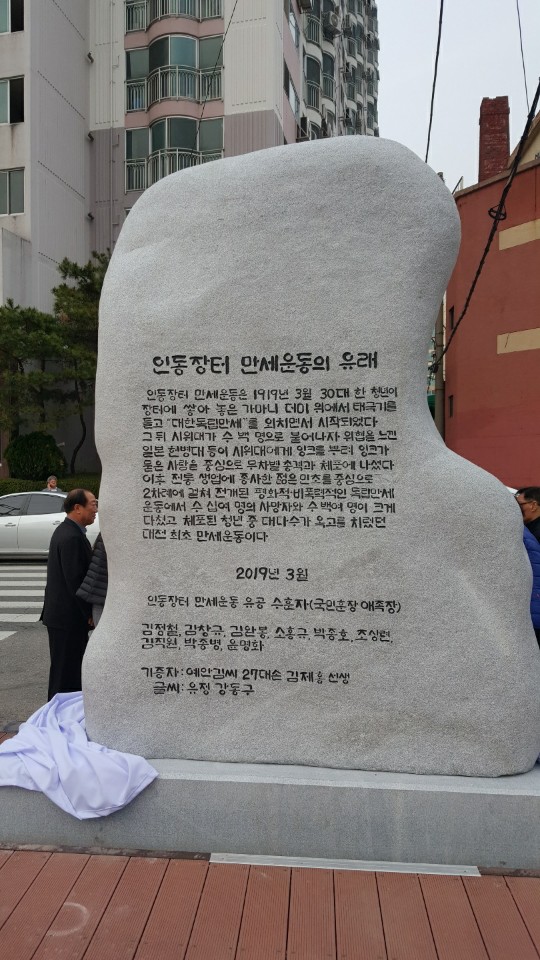 인동장터 만세운동의 유래
인동장터 만세운동은 1919년 3월 30대 한 청년이
장터에 쌓아 놓은 가마니 더미 위에서 태극기를
들고 "대한독립만세"를 외치면서 시작되었다
그 뒤 시위대가 수 백 명으로 불어나자 위협을 느낀
일본 헌병대 등이 시위대에게 잉크를 뿌려 잉크가
묻은 사람을 중심으로 무차별 총격과 체포에 나섰다
이후 전통 생업에 종사한 젊은 민초를 중심으로
2차례에 걸쳐 전개된 평화적·비폭력적인 독립만세
운동에서 수 십여 명의 사망자와 수 백여 명이 크게
다쳤고 체포된 청년 중 대다수가 옥고를 치렀던
대전 최초 만세운동이다
2019년 3월
인동장터 만세운동 유공 수훈자(국민훈장 애족장)
김정철, 김창규, 김완봉, 소흥규, 박종호, 조상련,
김직원, 박종병, 윤명화
기증자: 예안김씨 27대손 김제홍 선생
글씨: 유정 강동구